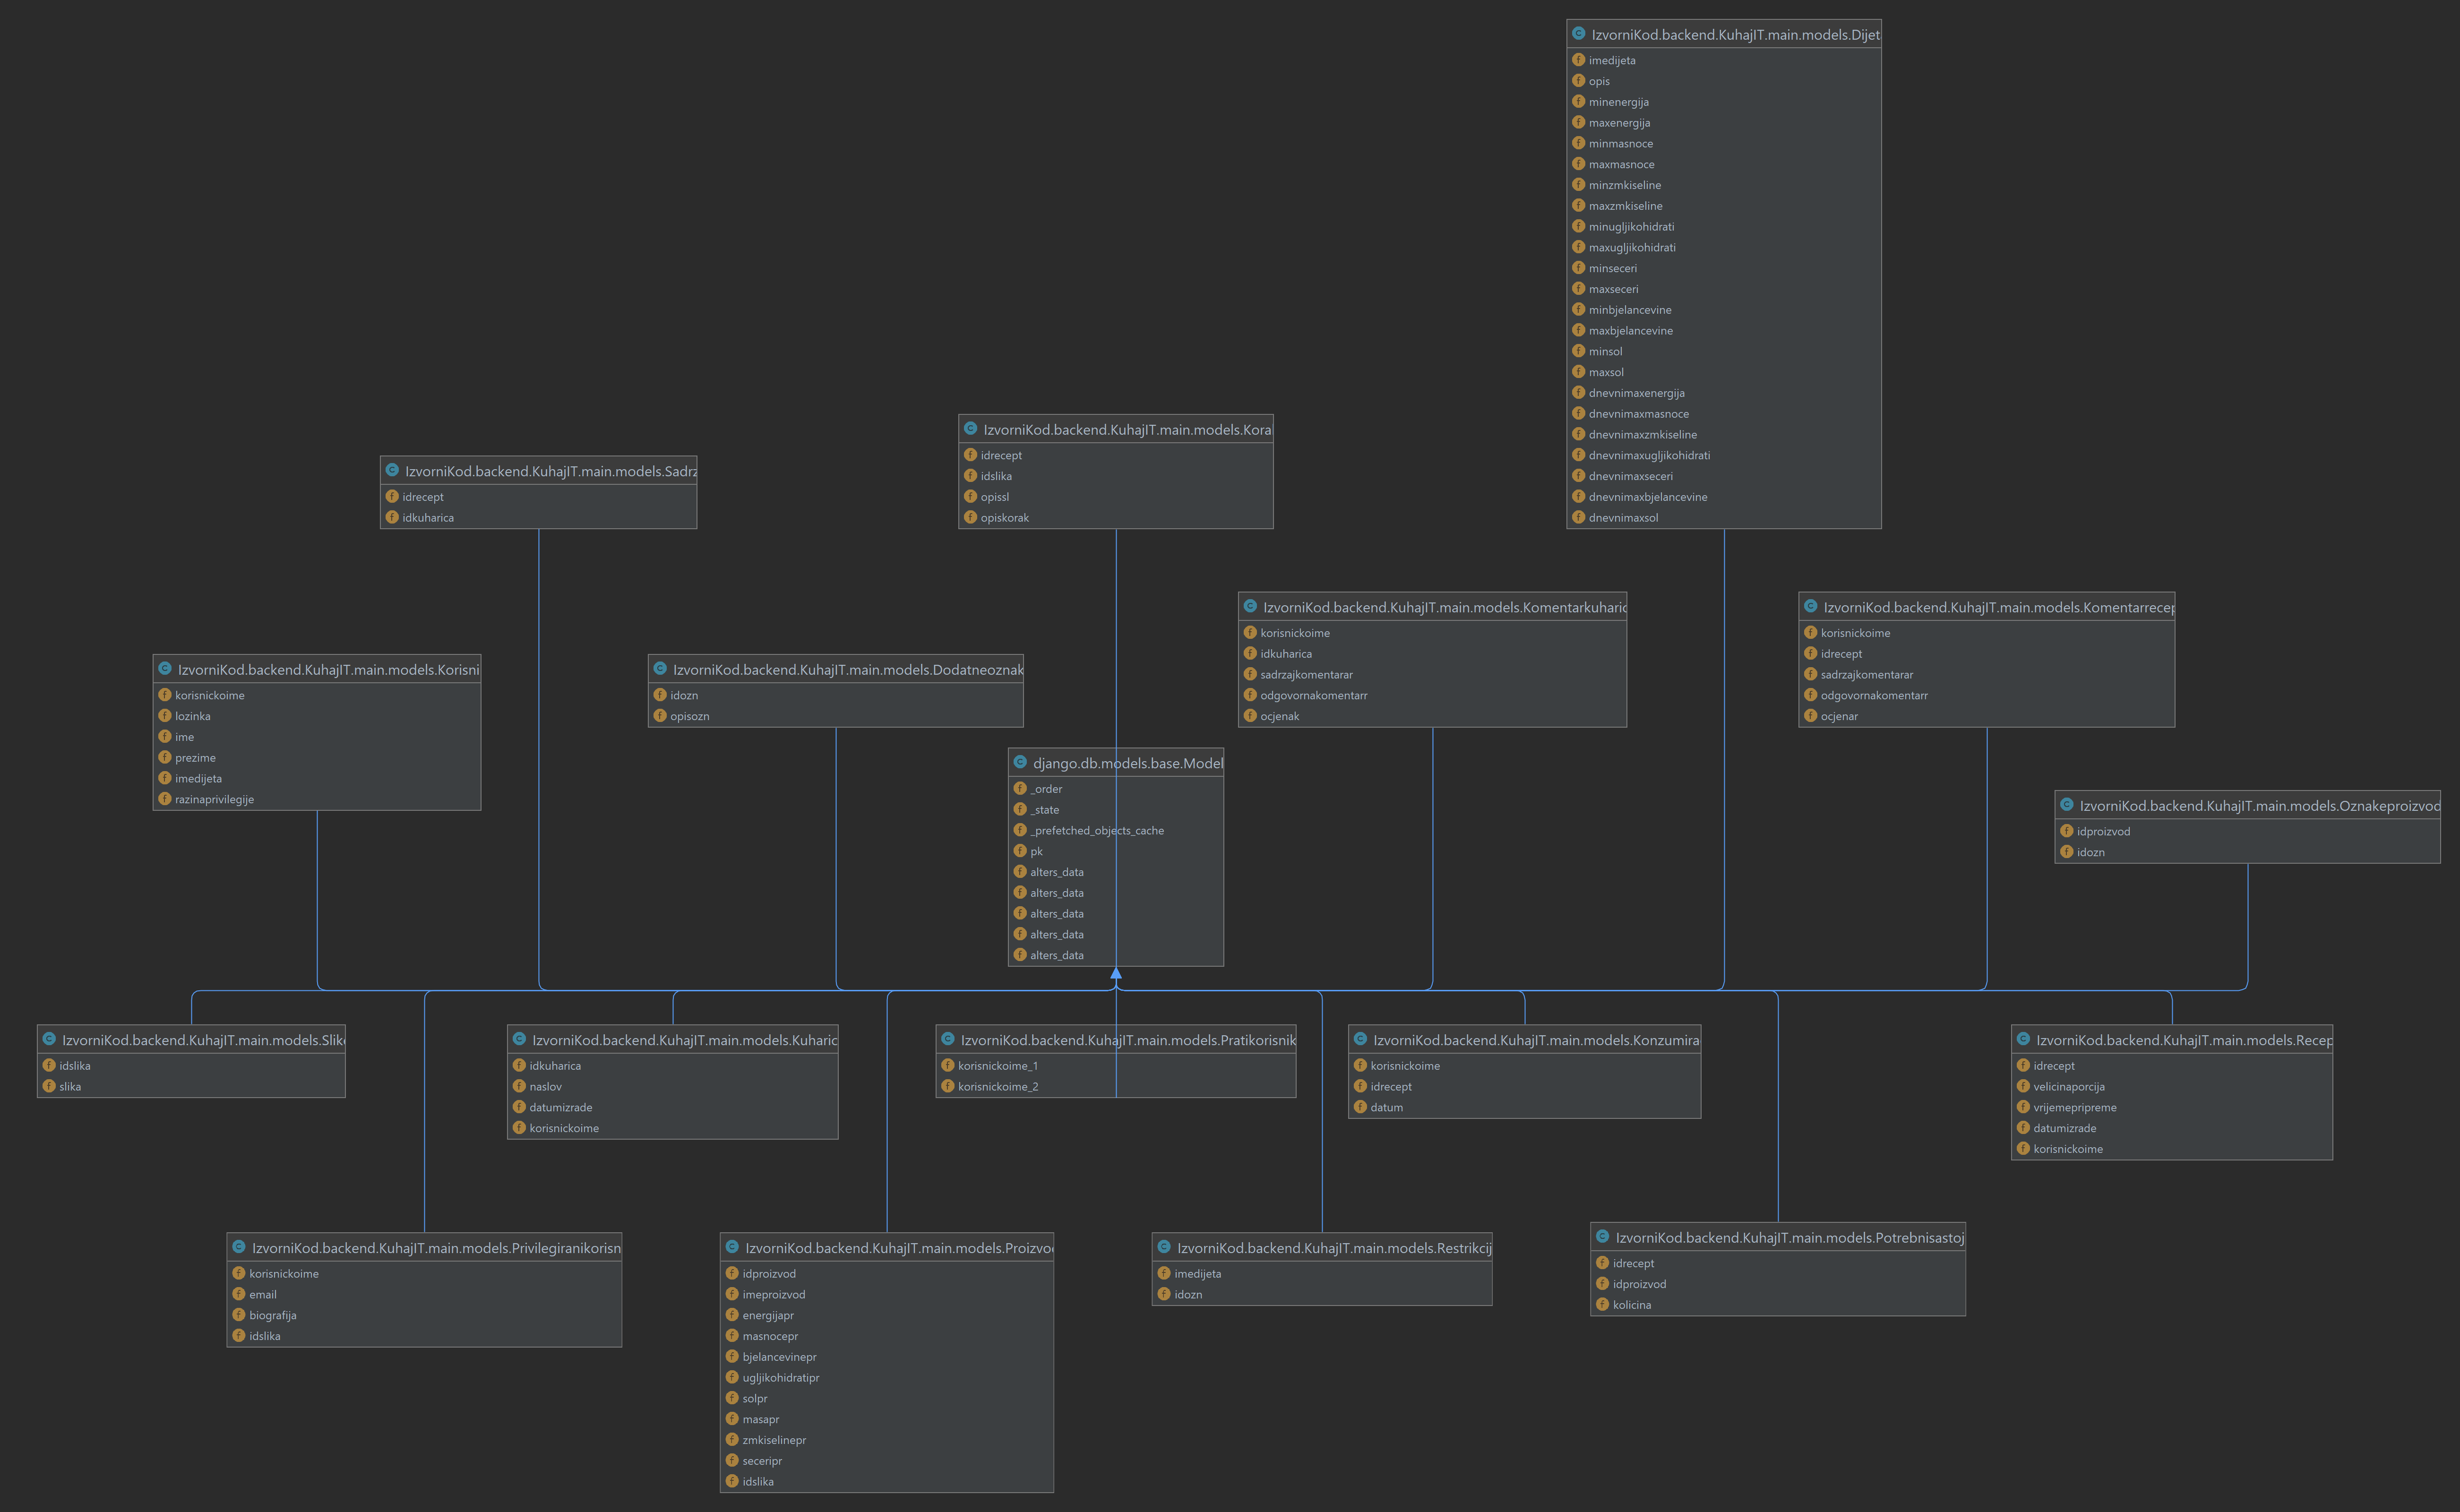 IzvorniKod.backend.KuhajIT.main.models.Dijet
imedijeta
opis
minenergija
maxenergija
minmasnoce
maxmasnoce
minzmkiseline
maxzmkiseline
minugljikohidrati
maxugljikohidrati
minseceri
maxseceri
minbjelancevine
maxbjelancevine
minsol
maxsol
dnevnimaxenergija
dnevnimaxmasnoce
dnevnimaxzmkiseline
dnevnimaxugljikohidrati
dnevnimaxseceri
dnevnimaxbjelancevine
dnevnimaxsol
IzvorniKod.backend.KuhajIT.main.models.Kora
idrecept
idslika
opissl
opiskorak
IzvorniKod.backend.KuhajIT.main.models.Sadrz
idrecept
idkuharica
IzvorniKod.backend.KuhajIT.main.models.Komentarkuharic
korisnickoime
idkuharica
sadrzajkomentarar
odgovornakomentarr
ocjenak
IzvorniKod.backend.KuhajIT.main.models.Komentarrecep
korisnickoime
idrecept
sadrzajkomentarar
odgovornakomentarr
ocjenar
IzvorniKod.backend.KuhajIT.main.models.Korisni
korisnickoime
lozinka
ime
prezime
imedijeta
razinaprivilegije
IzvorniKod.backend.KuhajIT.main.models.Dodatneoznak
idozn
opisozn
django.db.models.base.Model
_order
_state
_prefetched_objects_cache
pk
alters_data
alters_data
alters_data
alters_data
alters_data
IzvorniKod.backend.KuhajIT.main.models.Oznakeproizvod
idproizvod
idozn
IzvorniKod.backend.KuhajIT.main.models.Slik
idslika
slika
IzvorniKod.backend.KuhajIT.main.models.Kuharic
idkuharica
naslov
datumizrade
korisnickoime
IzvorniKod.backend.KuhajIT.main.models.Pratikorisnik
korisnickoime_1
korisnickoime_2
IzvorniKod.backend.KuhajIT.main.models.Konzumira
korisnickoime
idrecept
datum
IzvorniKod.backend.KuhajIT.main.models.Recep
idrecept
velicinaporcija
vrijemepripreme
datumizrade
korisnickoime
IzvorniKod.backend.KuhajIT.main.models.Privilegiranikorisn
korisnickoime
email
biografija
idslika
IzvorniKod.backend.KuhajIT.main.models.Proizvo
idproizvod
imeproizvod
energijapr
masnocepr
bjelancevinepr
ugljikohidratipr
solpr
masapr
zmkiselinepr
seceripr
idslika
IzvorniKod.backend.KuhajIT.main.models.Restrikcij
imedijeta
idozn
IzvorniKod.backend.KuhajIT.main.models.Potrebnisastoj
idrecept
idproizvod
kolicina